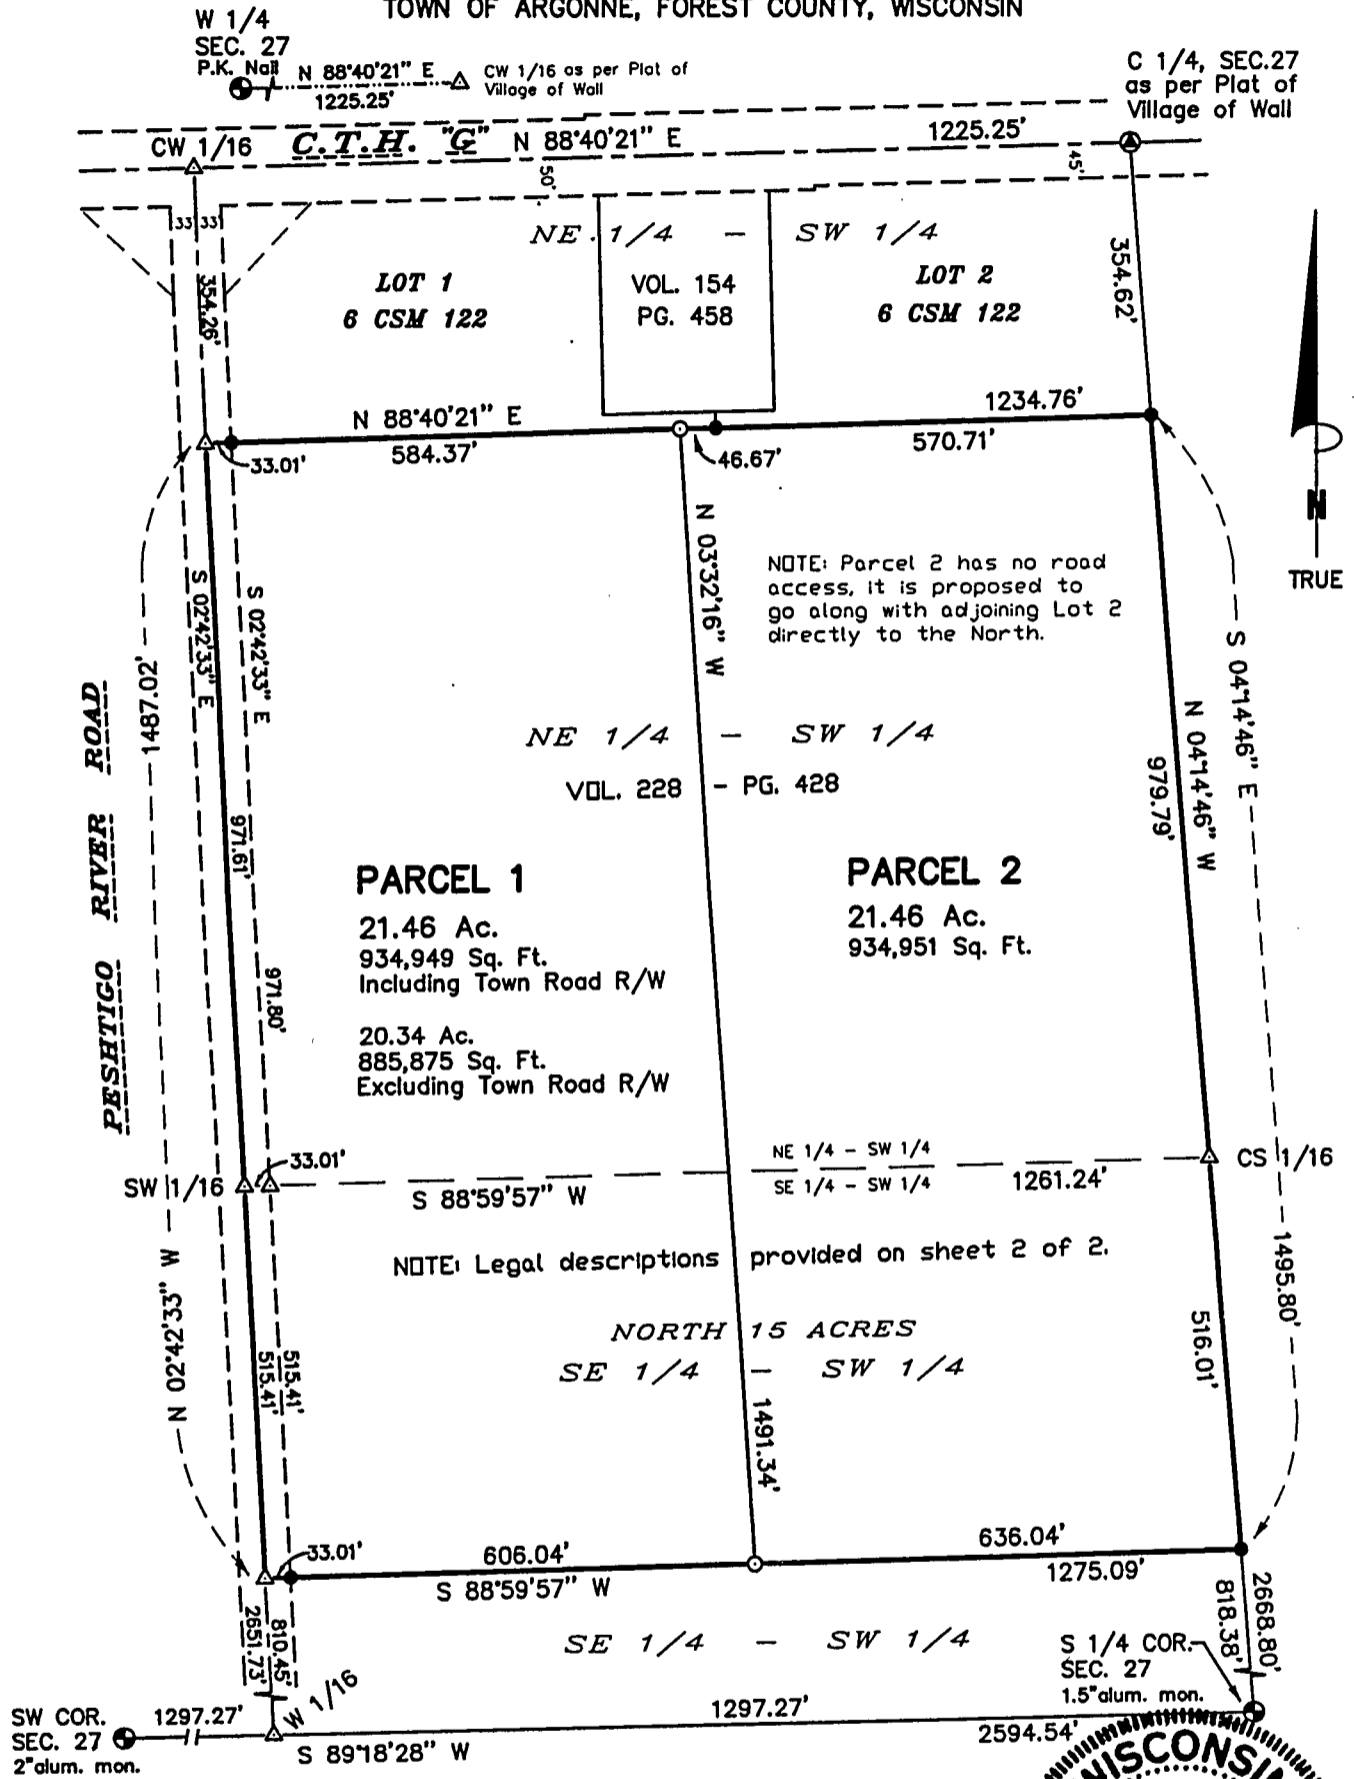 TOWN OF ARGONNE, FOREST COUNTY, WISCONSIN
W 1/4
SEC. 27
P.K. Nail
N 88°40'21" E
1225.25'
CW 1/16 as per Plat of
Village of Wall
C 1/4, SEC.27
as per Plat of
Village of Wall
CW 1/16
C.T.H. "G"
N 88°40'21" E
1225.25'
50'
45'
33'
33'
NE 1/4 - SW 1/4
354.26'
LOT 1
6 CSM 122
VOL. 154
PG. 458
LOT 2
6 CSM 122
354.62'
N 88°40'21" E
1234.76'
33.01'
584.37'
46.67'
570.71'
N
TRUE
S 02°42'33" E
S 02°42'33" E
N 03°32'16" W
NOTE: Parcel 2 has no road
access, it is proposed to
go along with adjoining Lot 2
directly to the North.
S 04°14'46" E
1487.02'
PESHTIGO RIVER ROAD
NE 1/4 - SW 1/4
VOL. 228 - PG. 428
N 04°14'46" W
979.79'
971.61'
971.80'
PARCEL 1
21.46 Ac.
934,949 Sq. Ft.
Including Town Road R/W
20.34 Ac.
885,875 Sq. Ft.
Excluding Town Road R/W
PARCEL 2
21.46 Ac.
934,951 Sq. Ft.
SW 1/16
33.01'
S 88°59'57" W
NE 1/4 - SW 1/4
SE 1/4 - SW 1/4
1261.24'
CS 1/16
NOTE: Legal descriptions provided on sheet 2 of 2.
N 02°42'33" W
1495.80'
NORTH 15 ACRES
SE 1/4 - SW 1/4
515.41'
515.41'
1491.34'
516.01'
33.01'
606.04'
S 88°59'57" W
636.04'
1275.09'
2651.73'
810.45'
SE 1/4 - SW 1/4
818.38'
2668.80'
S 1/4 COR.
SEC. 27
1.5"alum. mon.
SW COR.
SEC. 27
2"alum. mon.
1297.27'
W 1/16
S 89°18'28" W
1297.27'
2594.54'
WISCONSIN